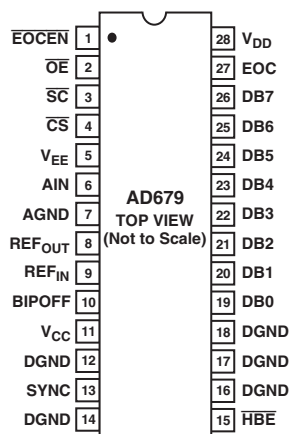 EOCEN 1
OE 2
SC 3
CS 4
VEE 5
AIN 6
AGND 7
REFOUT 8
REFIN 9
BIPOFF 10
VCC 11
DGND 12
SYNC 13
DGND 14
AD679
TOP VIEW
(Not to Scale)
28 VDD
27 EOC
26 DB7
25 DB6
24 DB5
23 DB4
22 DB3
21 DB2
20 DB1
19 DB0
18 DGND
17 DGND
16 DGND
15 HBE